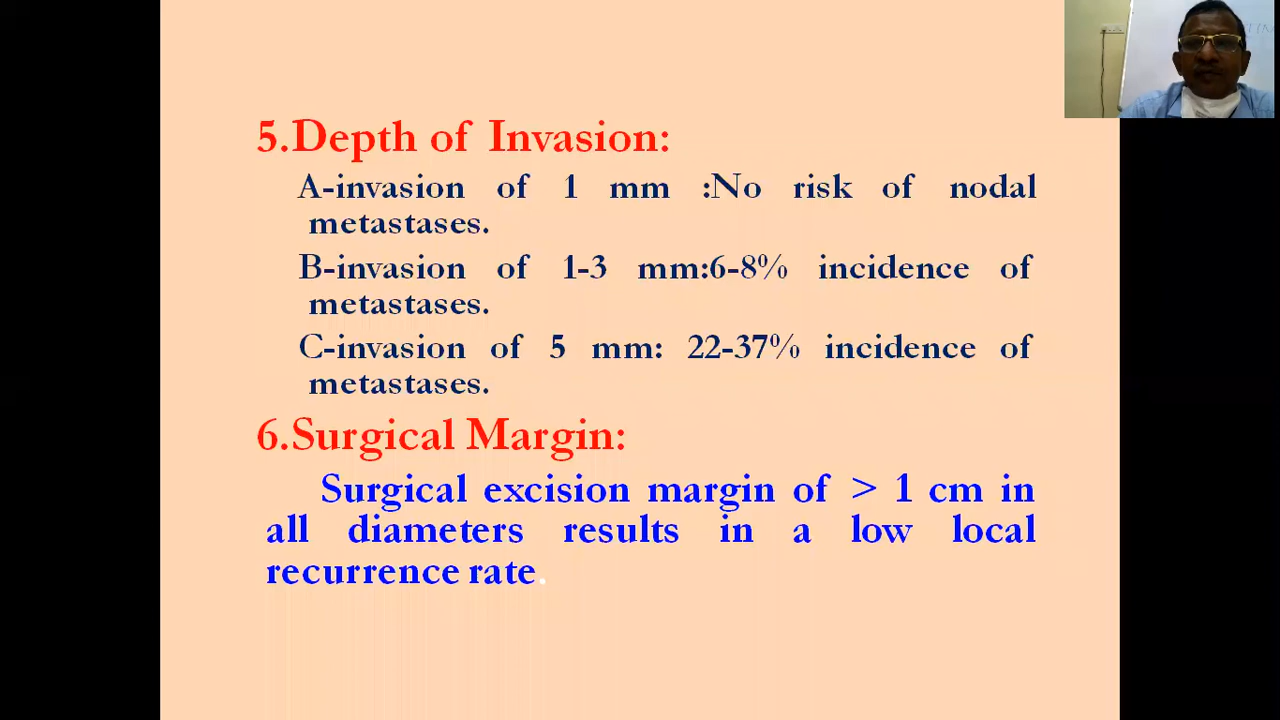 5.Depth of Invasion:
A-invasion of 1 mm :No risk of nodal
metastases.
B-invasion of 1-3 mm:6-8% incidence of
metastases.
C-invasion of 5 mm: 22-37% incidence of
metastases.
6.Surgical Margin:
Surgical excision margin of > 1 cm in
all diameters results in a low local
recurrence rate.